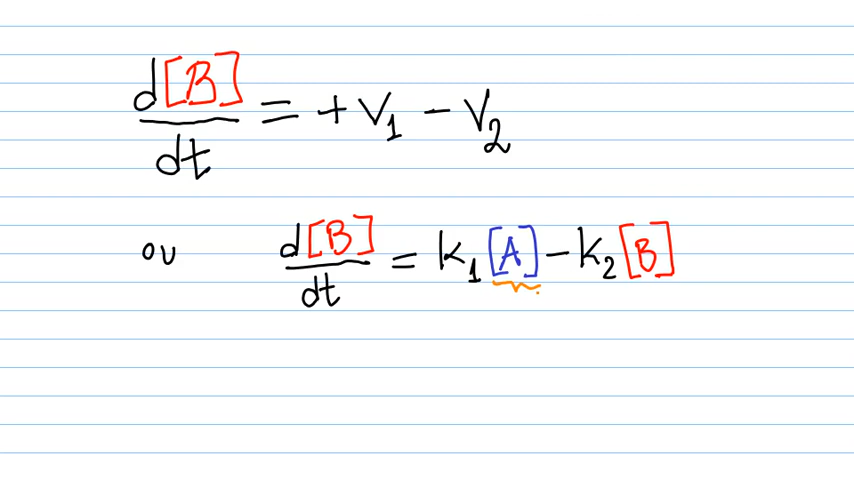 d[B]/dt = +V₁ − V₂
ou d[B]/dt = k₁[A] − k₂[B]